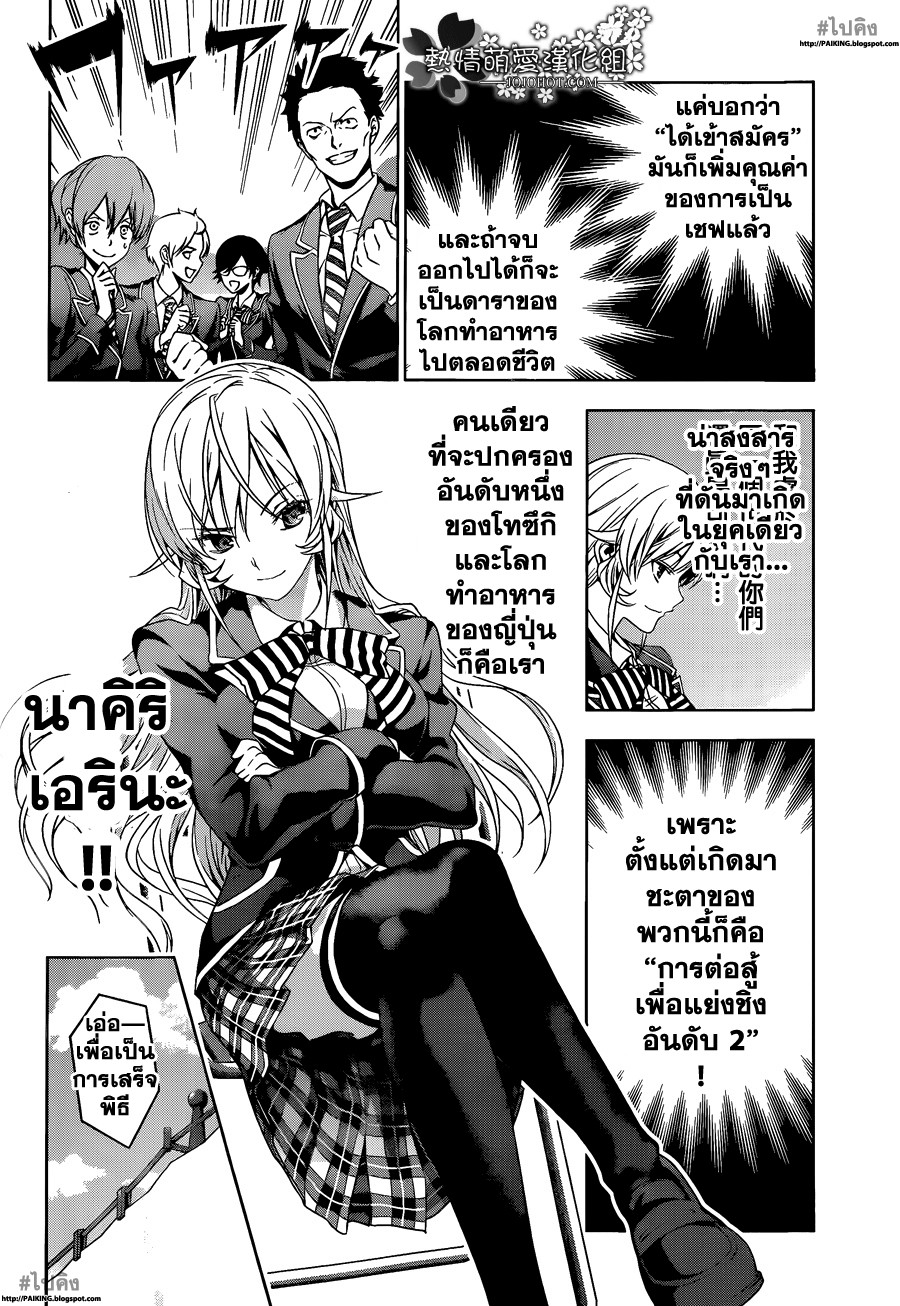 #ไปคิง
http://PAIKING.blogspot.com
熱情萌愛漢化組
JOJOHOT.COM
ワァァァァ
แค่บอกว่า
“ได้เข้าสมัคร”
มันก็เพิ่มคุณค่า
ของการเป็น
เชฟแล้ว
และถ้าจบ
ออกไปได้ก็จะ
เป็นดาราของ
โลกทำอาหาร
ไปตลอดชีวิต
น่าสงสาร
จริงๆ
ที่ดันมาเกิด
ในยุคเดียว
กับเรา...
你們…
คนเดียว
ที่จะปกครอง
อันดับหนึ่ง
ของโทซึกิ
และโลก
ทำอาหาร
ของญี่ปุ่น
ก็คือเรา
นาคิริ
เอรินะ
!!
เพราะ
ตั้งแต่เกิดมา
ชะตาของ
พวกนี้ก็คือ
“การต่อสู้
เพื่อแย่งชิง
อันดับ 2”
!
เอ่อ—
เพื่อเป็น
การเสร็จ
พิธี
#ไปคิง
http://PAIKING.blogspot.com